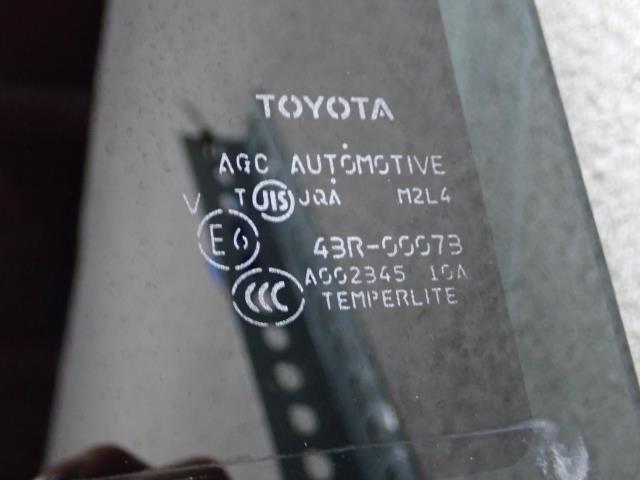 TOYOTA
AGC AUTOMOTIVE
T JIS JQA M2L4
V
E6 43R-00073
CCC A002345 10A
TEMPERLITE